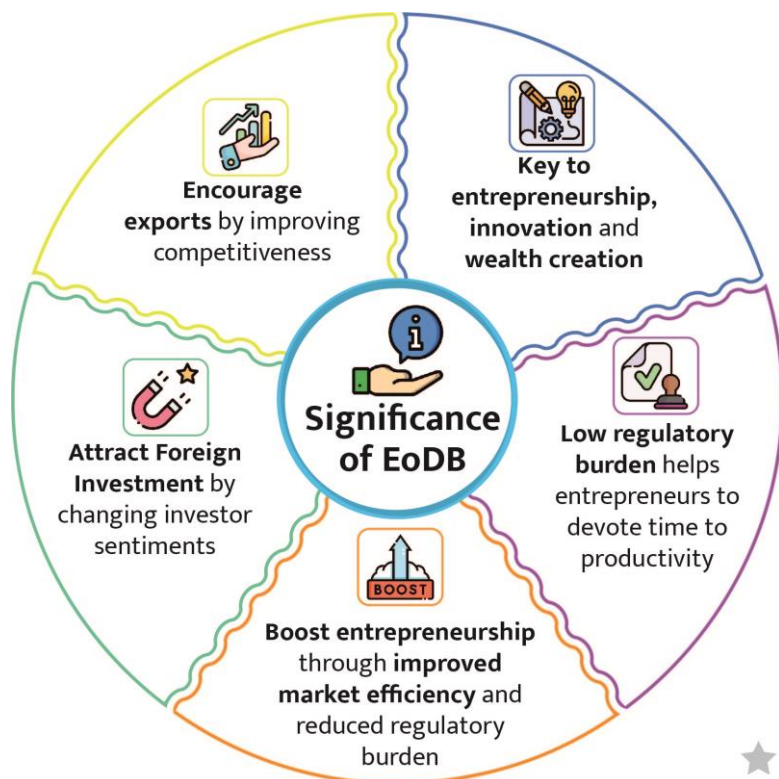 Significance
of EoDB
Key to
entrepreneurship,
innovation and
wealth creation
Low regulatory
burden helps
entrepreneurs to
devote time to
productivity
BOOST
Boost entrepreneurship
through improved
market efficiency and
reduced regulatory
burden
Attract Foreign
Investment by
changing investor
sentiments
Encourage
exports by improving
competitiveness